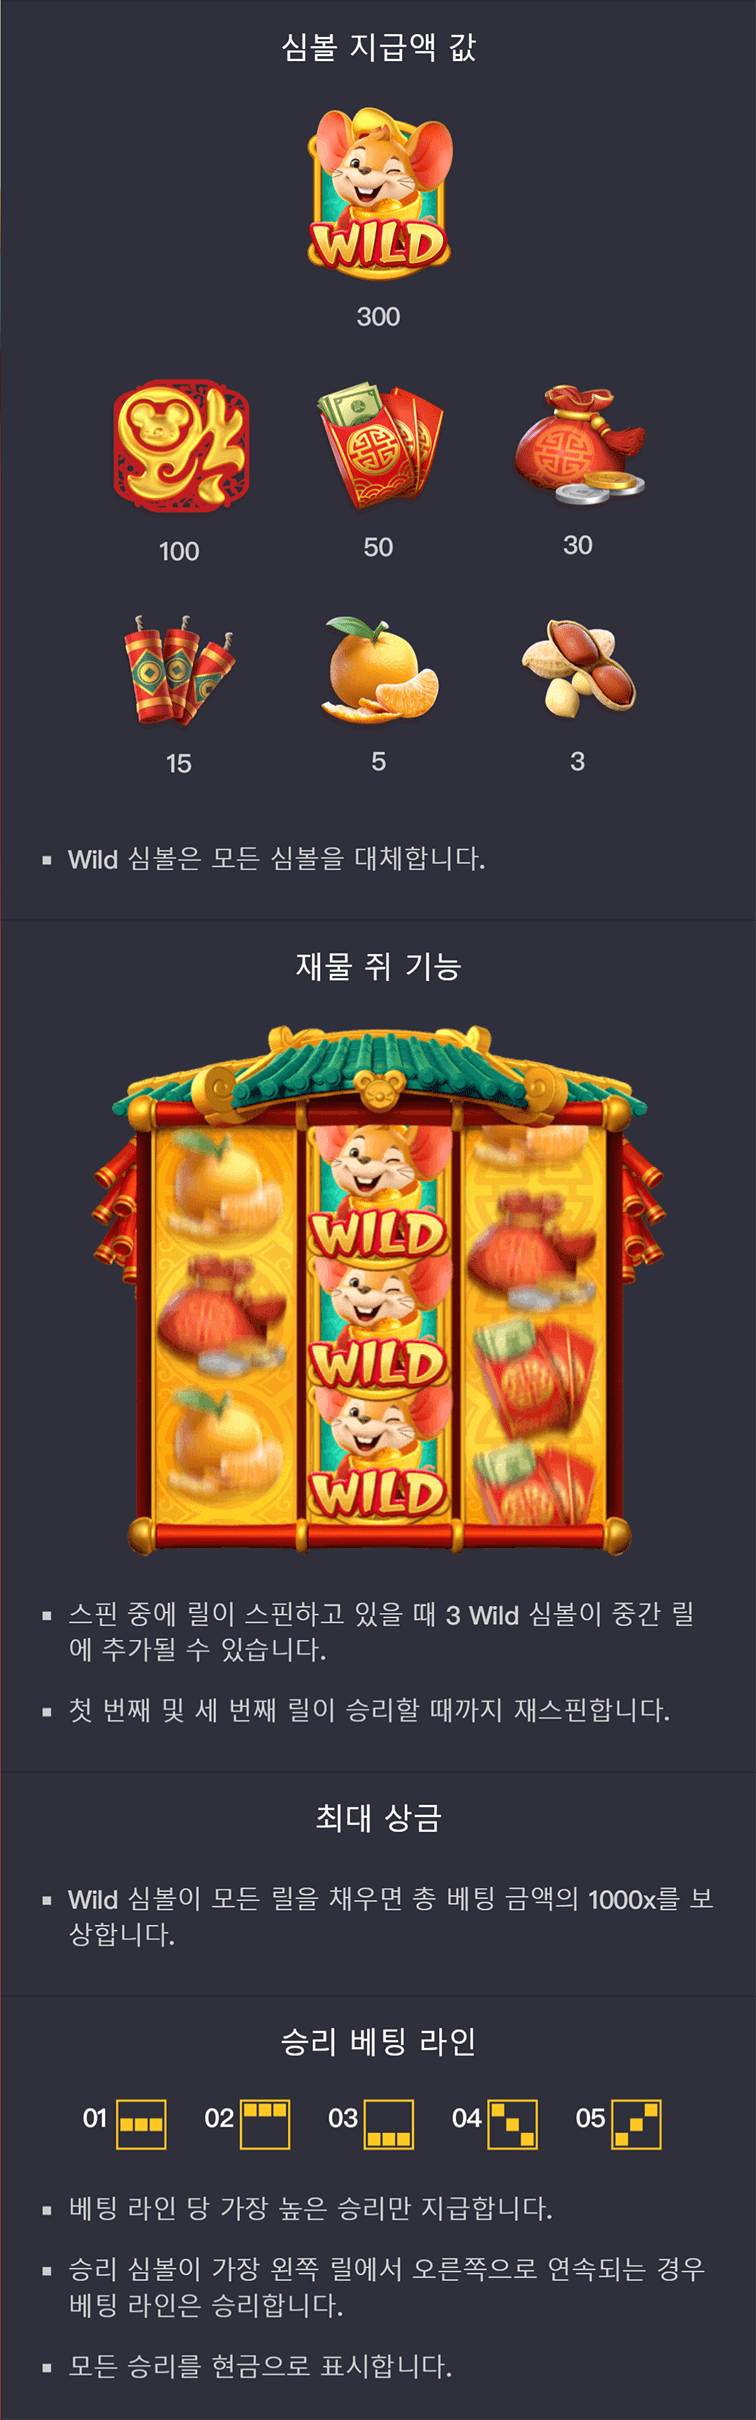 심볼 지급액 값
WILD
300
100
50
30
15
5
3
Wild 심볼은 모든 심볼을 대체합니다.
재물 쥐 기능
WILD
WILD
WILD
스핀 중에 릴이 스핀하고 있을 때 3 Wild 심볼이 중간 릴
에 추가될 수 있습니다.
첫 번째 및 세 번째 릴이 승리할 때까지 재스핀합니다.
최대 상금
Wild 심볼이 모든 릴을 채우면 총 베팅 금액의 1000x를 보
상합니다.
승리 베팅 라인
01 02 03 04 05
베팅 라인 당 가장 높은 승리만 지급합니다.
승리 심볼이 가장 왼쪽 릴에서 오른쪽으로 연속되는 경우
베팅 라인은 승리합니다.
모든 승리를 현금으로 표시합니다.